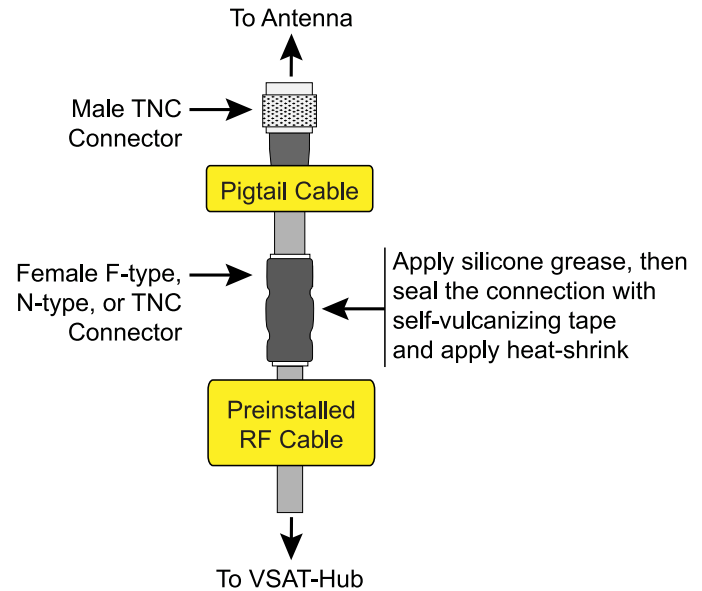 To Antenna
Male TNC
Connector
Pigtail Cable
Female F-type,
N-type, or TNC
Connector
Apply silicone grease, then
seal the connection with
self-vulcanizing tape
and apply heat-shrink
Preinstalled
RF Cable
To VSAT-Hub